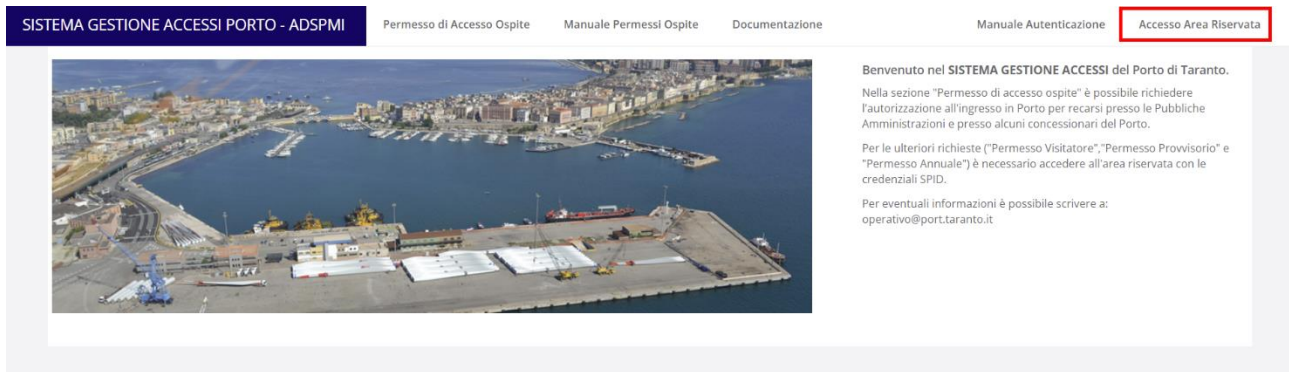 SISTEMA GESTIONE ACCESSI PORTO - ADSPMI
Permesso di Accesso Ospite
Manuale Permessi Ospite
Documentazione
Manuale Autenticazione
Accesso Area Riservata
Benvenuto nel SISTEMA GESTIONE ACCESSI del Porto di Taranto.
Nella sezione "Permesso di accesso ospite" è possibile richiedere
l'autorizzazione all'ingresso in Porto per recarsi presso le Pubbliche
Amministrazioni e presso alcuni concessionari del Porto.
Per le ulteriori richieste ("Permesso Visitatore","Permesso Provvisorio" e
"Permesso Annuale") è necessario accedere all'area riservata con le
credenziali SPID.
Per eventuali informazioni è possibile scrivere a:
operativo@port.taranto.it